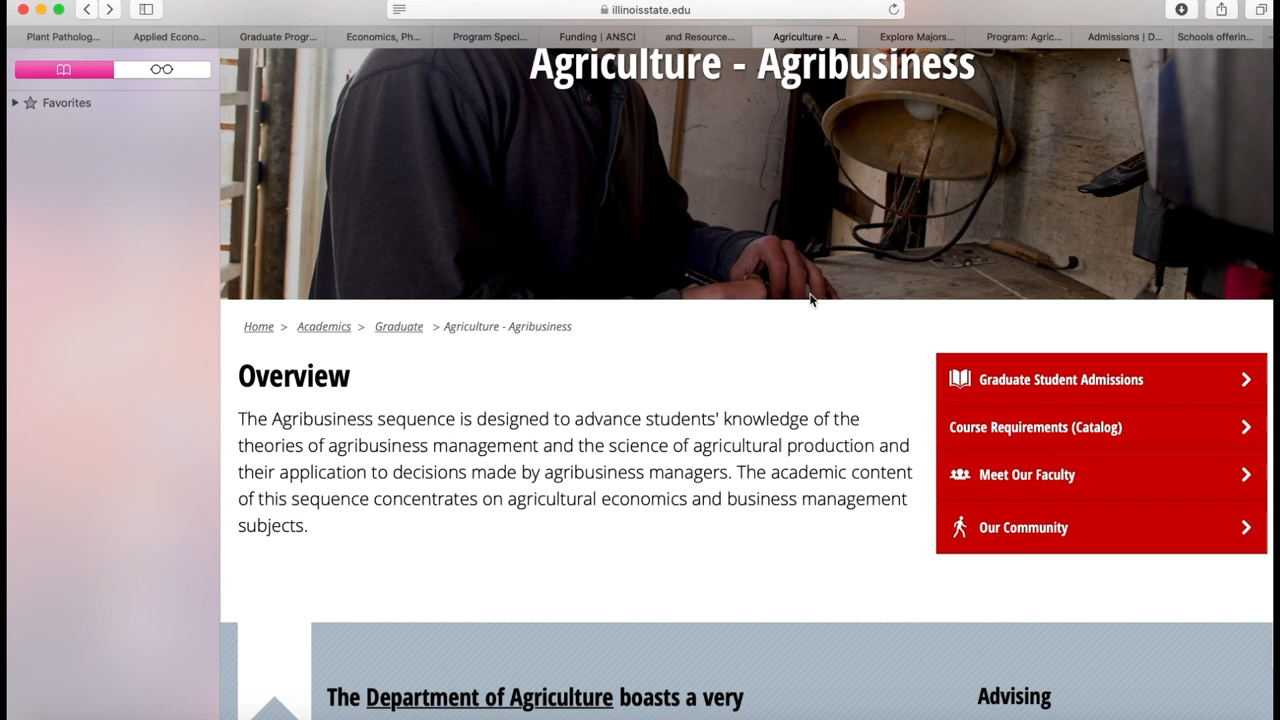 illinoisstate.edu
Plant Patholog... Applied Econo... Graduate Progr... Economics, Ph... Program Speci... Funding | ANSCI and Resource... Agriculture - A... Explore Majors... Program: Agric... Admissions | D... Schools offerin...
Favorites
Agriculture - Agribusiness
Home > Academics > Graduate > Agriculture - Agribusiness
Overview
The Agribusiness sequence is designed to advance students' knowledge of the
theories of agribusiness management and the science of agricultural production and
their application to decisions made by agribusiness managers. The academic content
of this sequence concentrates on agricultural economics and business management
subjects.
Graduate Student Admissions
Course Requirements (Catalog)
Meet Our Faculty
Our Community
The Department of Agriculture boasts a very
Advising